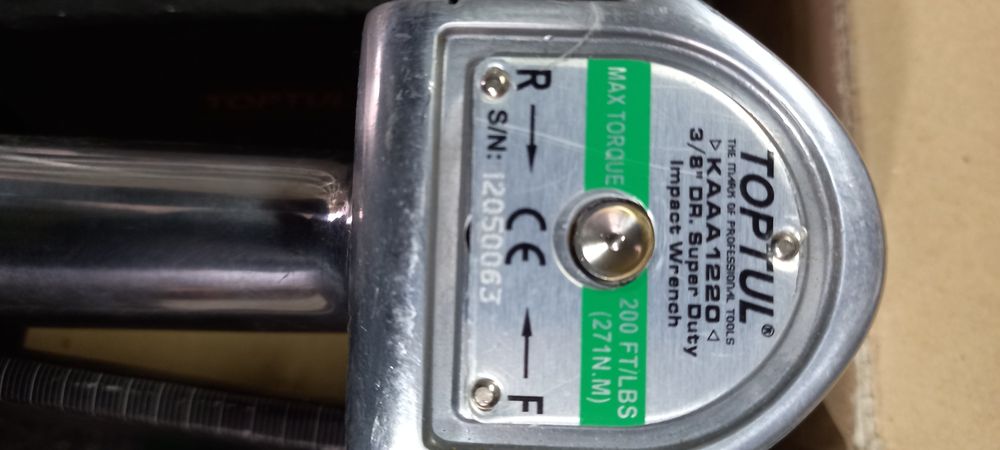 TOPTUL®
THE MARK OF PROFESSIONAL TOOLS
▷KAAA1220◁
3/8" DR. Super Duty
Impact Wrench
MAX TORQUE 200 FT/LBS
(271N.M)
R → CE ← F
S/N: 12050063
TOPTUL